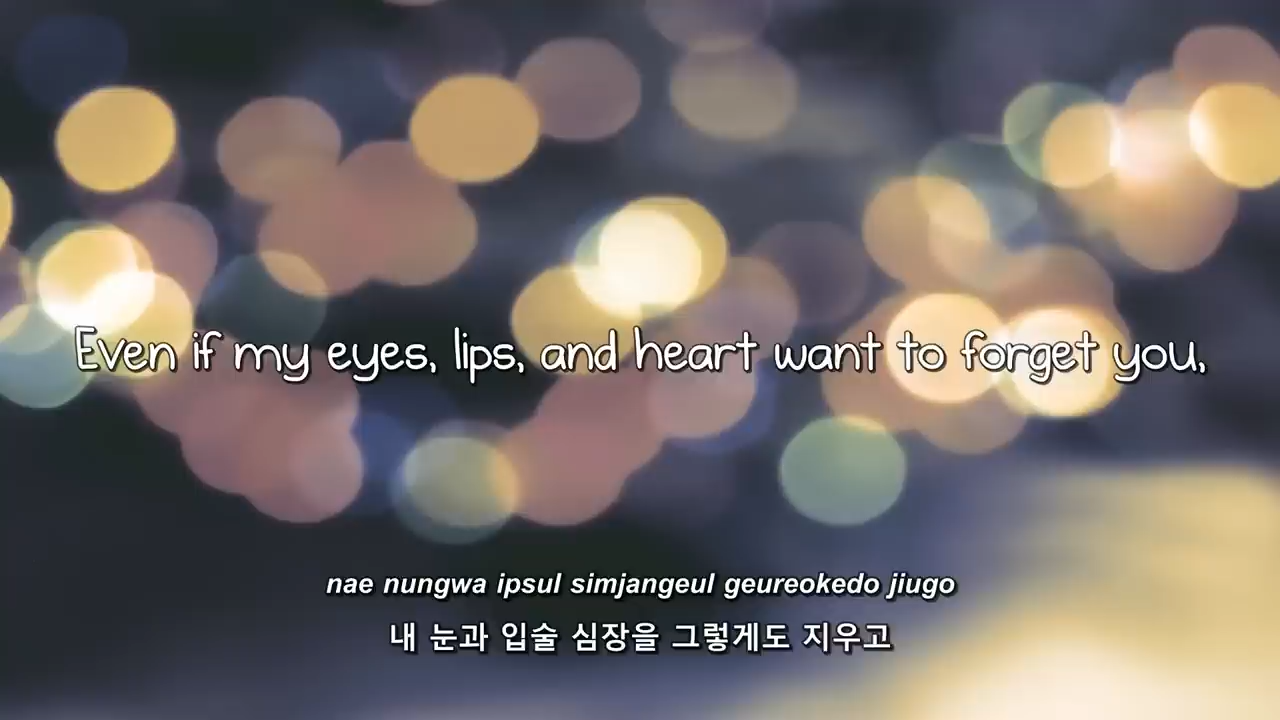 Even if my eyes, lips, and heart want to forget you,
nae nungwa ipsul simjangeul geureokedo jiugo
내 눈과 입술 심장을 그렇게도 지우고